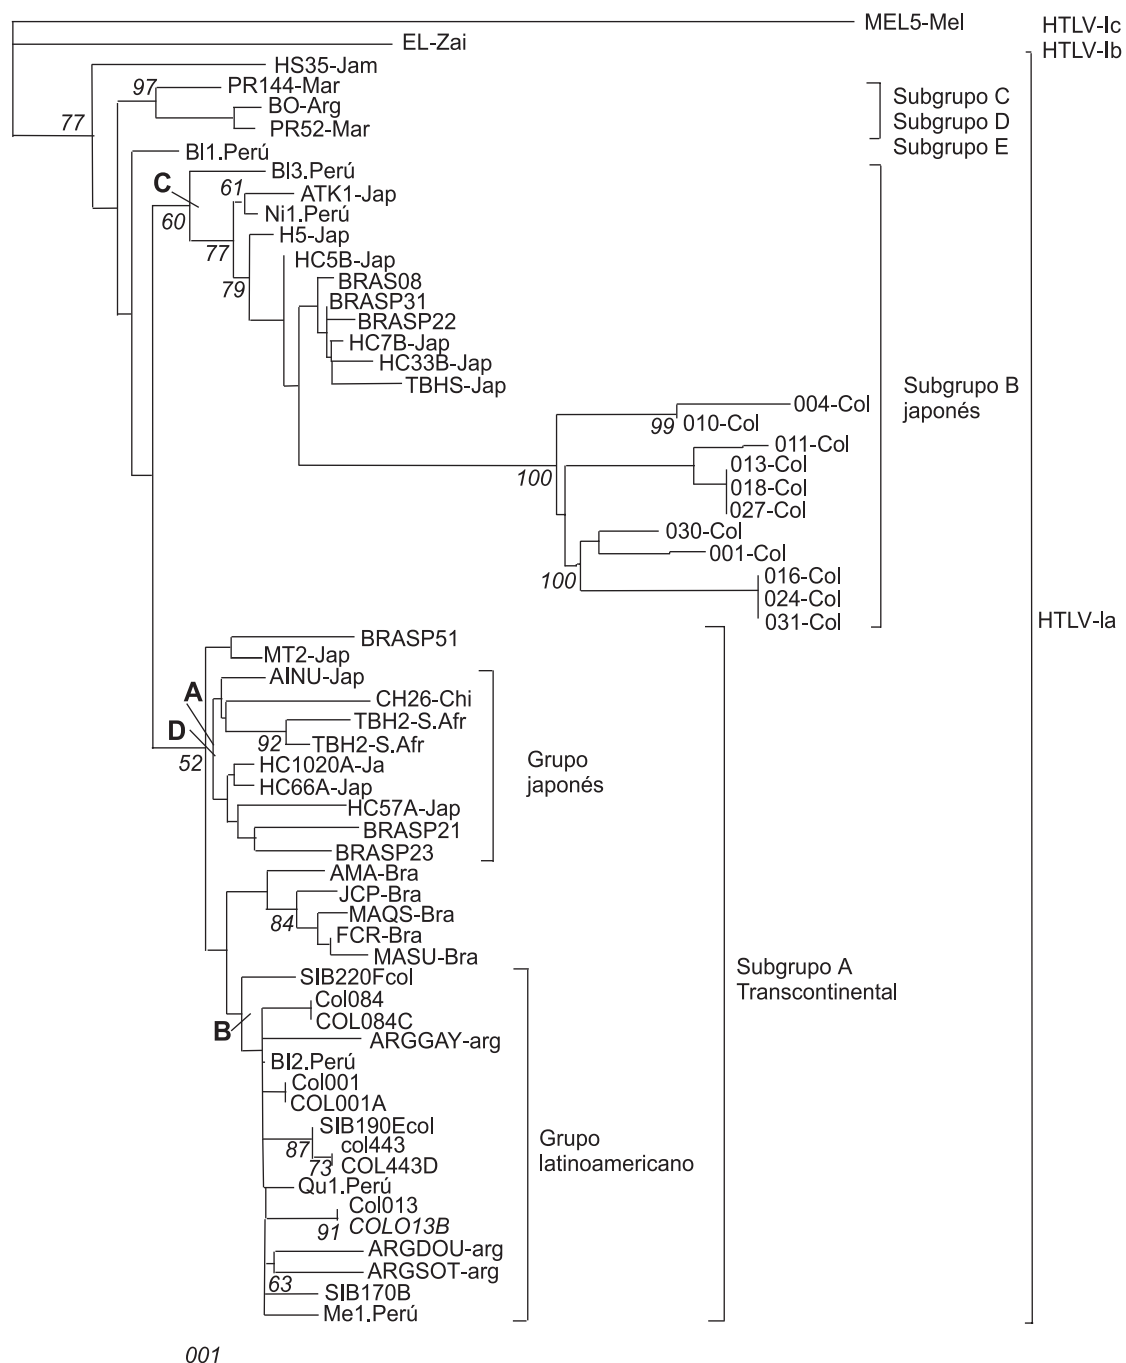 MEL5-Mel
HTLV-Ic
EL-Zai
HTLV-Ib
HS35-Jam
97
PR144-Mar
Subgrupo C
BO-Arg
77
Subgrupo D
PR52-Mar
Subgrupo E
BI1.Perú
C
BI3.Perú
61
ATK1-Jap
60
Ni1.Perú
H5-Jap
77
HC5B-Jap
79
BRAS08
BRASP31
BRASP22
HC7B-Jap
HC33B-Jap
TBHS-Jap
Subgrupo B
japonés
004-Col
99
010-Col
011-Col
013-Col
100
018-Col
027-Col
030-Col
001-Col
100
016-Col
024-Col
031-Col
HTLV-Ia
BRASP51
MT2-Jap
AINU-Jap
A
CH26-Chi
D
TBH2-S.Afr
92
TBH2-S.Afr
52
HC1020A-Ja
Grupo
japonés
HC66A-Jap
HC57A-Jap
BRASP21
BRASP23
AMA-Bra
JCP-Bra
84
MAQS-Bra
FCR-Bra
MASU-Bra
Subgrupo A
Transcontinental
SIB220Fcol
Col084
B
COL084C
ARGGAY-arg
BI2.Perú
Col001
COL001A
SIB190Ecol
87
col443
73
COL443D
Grupo
latinoamericano
Qu1.Perú
Col013
91
COLO13B
ARGDOU-arg
ARGSOT-arg
63
SIB170B
Me1.Perú
001